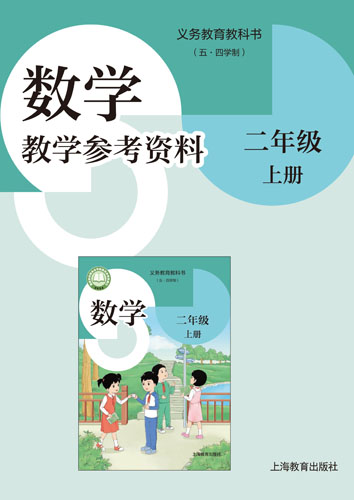 义务教育教科书
（五·四学制）
数学
教学参考资料
二年级
上册
义务教育教科书
（五·四学制）
数学
二年级
上册
上海教育出版社
上海教育出版社